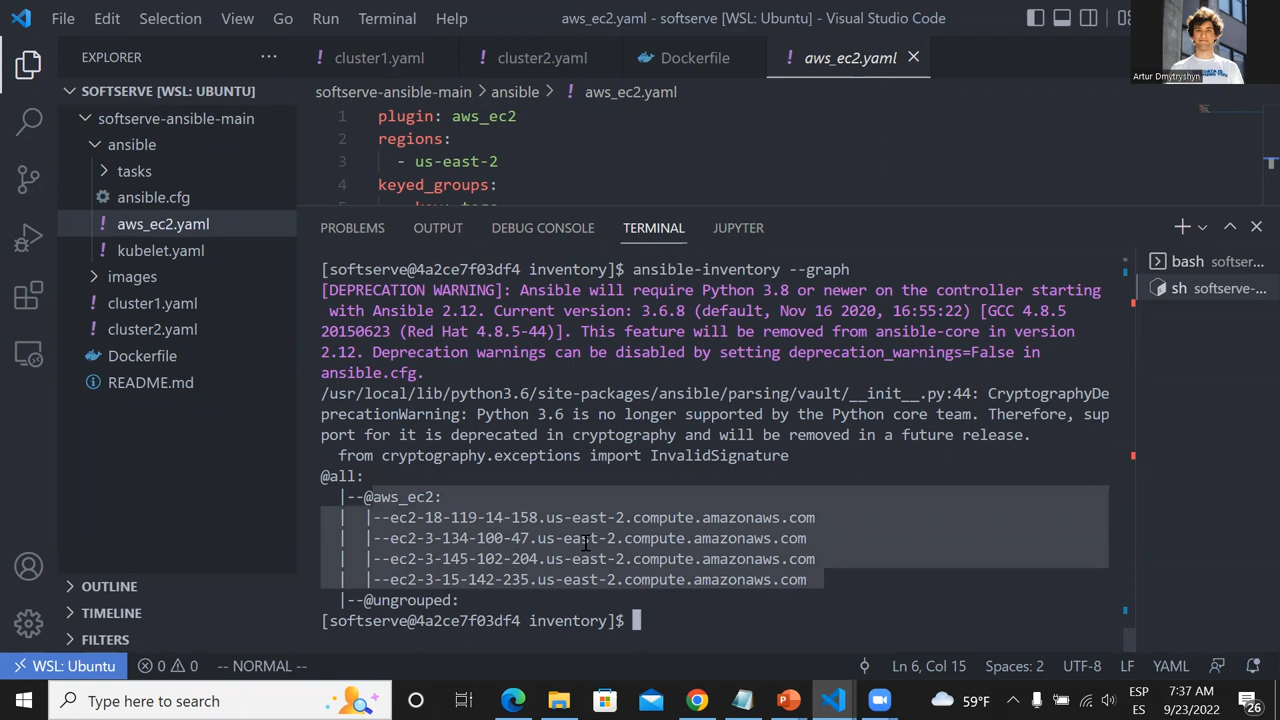 File Edit Selection View Go Run Terminal Help
aws_ec2.yaml - softserve [WSL: Ubuntu] - Visual Studio Code
Artur Dmytryshyn
EXPLORER
SOFTSERVE [WSL: UBUNTU]
softserve-ansible-main
ansible
tasks
ansible.cfg
! aws_ec2.yaml
! kubelet.yaml
images
! cluster1.yaml
! cluster2.yaml
Dockerfile
README.md
OUTLINE
TIMELINE
FILTERS
! cluster1.yaml ! cluster2.yaml Dockerfile ! aws_ec2.yaml
softserve-ansible-main > ansible > ! aws_ec2.yaml
1 plugin: aws_ec2
2 regions:
3 - us-east-2
4 keyed_groups:
PROBLEMS OUTPUT DEBUG CONSOLE TERMINAL JUPYTER
[softserve@4a2ce7f03df4 inventory]$ ansible-inventory --graph
[DEPRECATION WARNING]: Ansible will require Python 3.8 or newer on the controller starting
with Ansible 2.12. Current version: 3.6.8 (default, Nov 16 2020, 16:55:22) [GCC 4.8.5
20150623 (Red Hat 4.8.5-44)]. This feature will be removed from ansible-core in version
2.12. Deprecation warnings can be disabled by setting deprecation_warnings=False in
ansible.cfg.
/usr/local/lib/python3.6/site-packages/ansible/parsing/vault/__init__.py:44: CryptographyDe
precationWarning: Python 3.6 is no longer supported by the Python core team. Therefore, sup
port for it is deprecated in cryptography and will be removed in a future release.
from cryptography.exceptions import InvalidSignature
@all:
|--@aws_ec2:
| |--ec2-18-119-14-158.us-east-2.compute.amazonaws.com
| |--ec2-3-134-100-47.us-east-2.compute.amazonaws.com
| |--ec2-3-145-102-204.us-east-2.compute.amazonaws.com
| |--ec2-3-15-142-235.us-east-2.compute.amazonaws.com
|--@ungrouped:
[softserve@4a2ce7f03df4 inventory]$
bash softser...
sh softserve-...
WSL: Ubuntu 0 0 -- NORMAL -- Ln 6, Col 15 Spaces: 2 UTF-8 LF YAML
Type here to search
59°F
ESP
ES
7:37 AM
9/23/2022
26